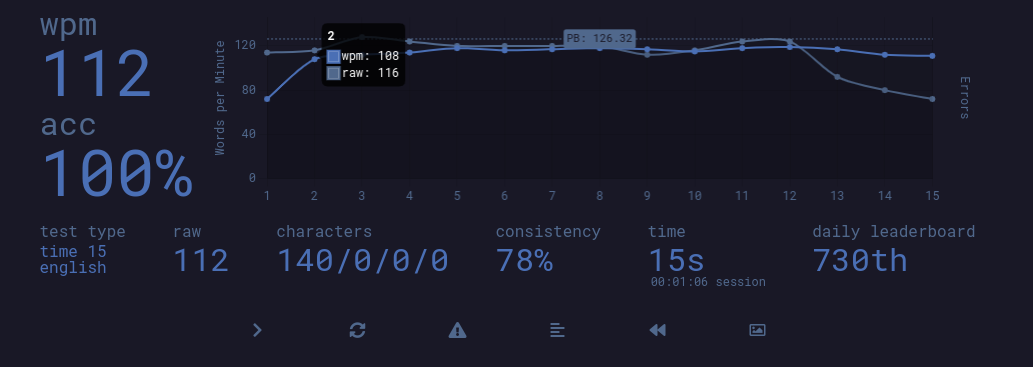 wpm
112
acc
100%
Words per Minute
120
80
40
0
2
wpm: 108
raw: 116
PB: 126.32
Errors
1 2 3 4 5 6 7 8 9 10 11 12 13 14 15
test type
time 15
english
raw
112
characters
140/0/0/0
consistency
78%
time
15s
00:01:06 session
daily leaderboard
730th